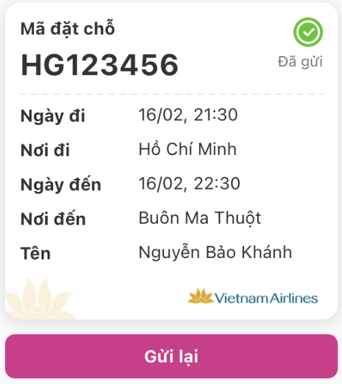 Mã đặt chỗ
HG123456
Đã gửi
Ngày đi 16/02, 21:30
Nơi đi Hồ Chí Minh
Ngày đến 16/02, 22:30
Nơi đến Buôn Ma Thuột
Tên Nguyễn Bảo Khánh
Vietnam Airlines
Gửi lại